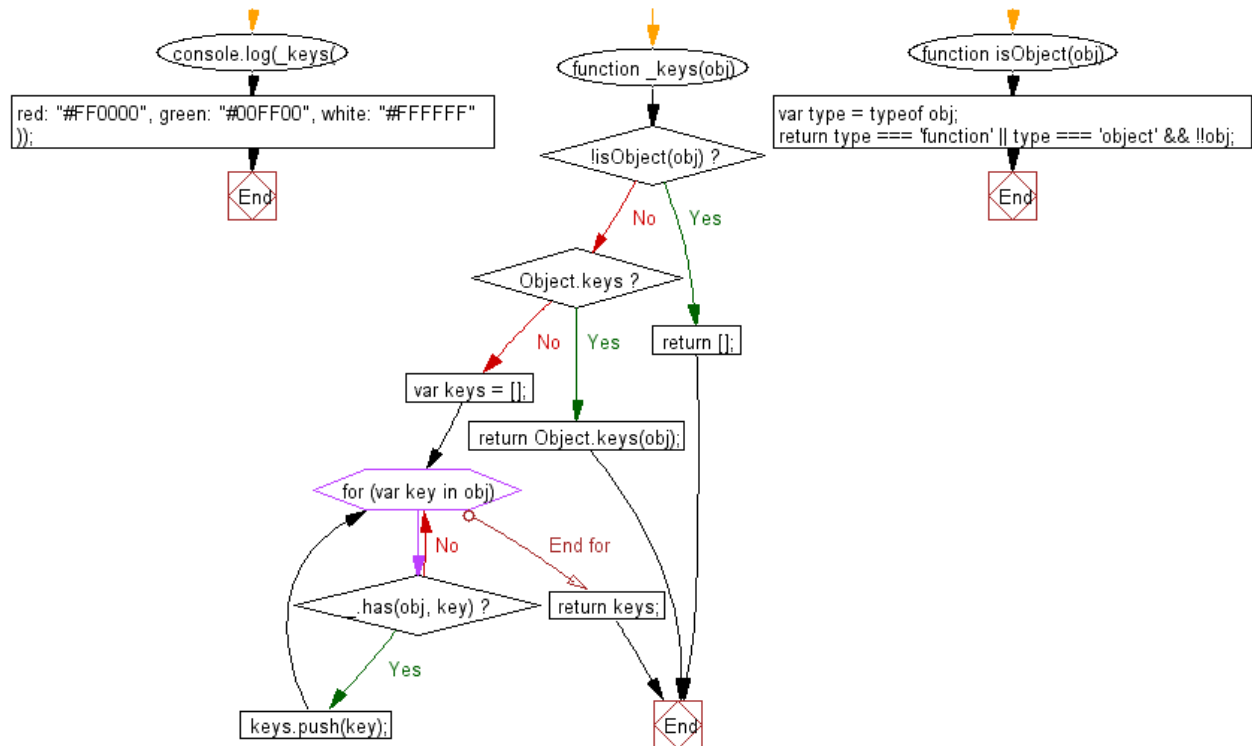 console.log(_keys(
red: "#FF0000", green: "#00FF00", white: "#FFFFFF"
));
End
function _keys(obj)
!isObject(obj) ?
No
Yes
Object.keys ?
No
Yes
return [];
var keys = [];
return Object.keys(obj);
for (var key in obj)
No
End for
_.has(obj, key) ?
return keys;
Yes
keys.push(key);
End
function isObject(obj)
var type = typeof obj;
return type === 'function' || type === 'object' && !!obj;
End